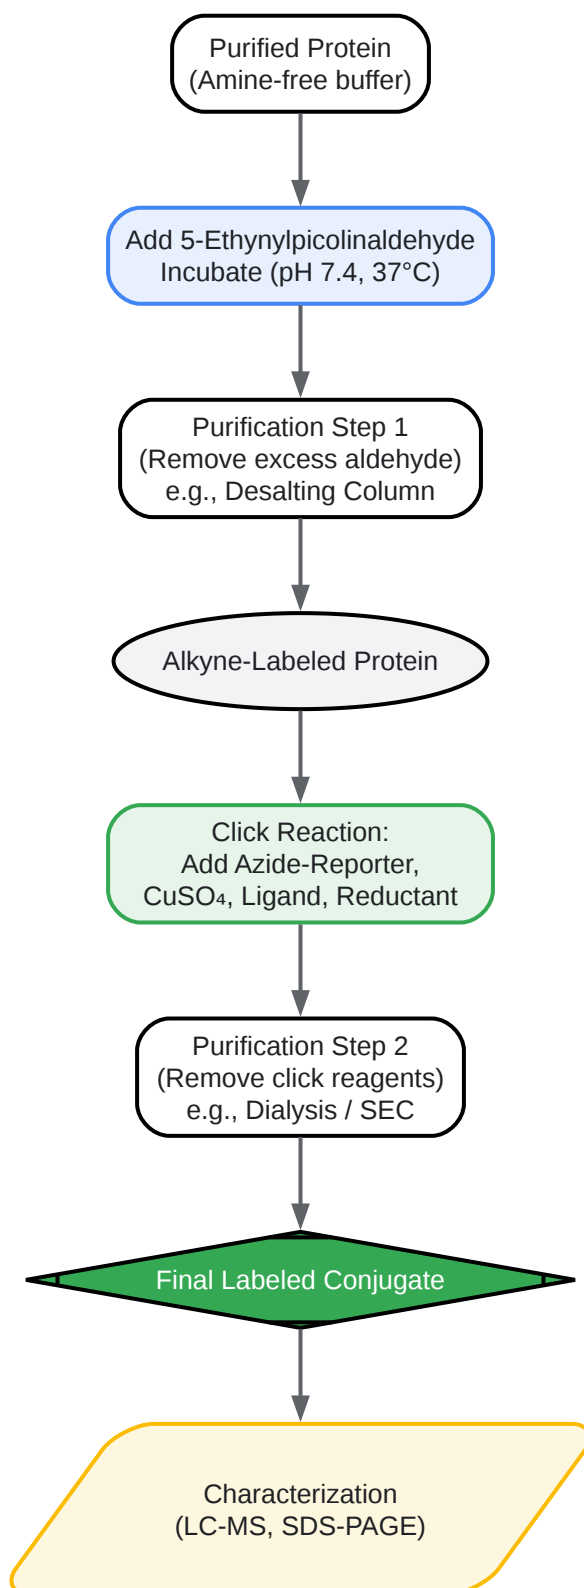 Purified Protein
(Amine-free buffer)
Add 5-Ethynylpicolinaldehyde
Incubate (pH 7.4, 37°C)
Purification Step 1
(Remove excess aldehyde)
e.g., Desalting Column
Alkyne-Labeled Protein
Click Reaction:
Add Azide-Reporter,
CuSO₄, Ligand, Reductant
Purification Step 2
(Remove click reagents)
e.g., Dialysis / SEC
Final Labeled Conjugate
Characterization
(LC-MS, SDS-PAGE)